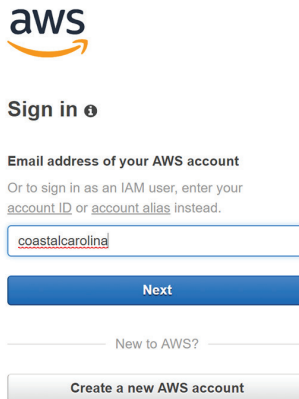 aws
Sign in
Email address of your AWS account
Or to sign in as an IAM user, enter your
account ID or account alias instead.
coastalcarolina
Next
New to AWS?
Create a new AWS account